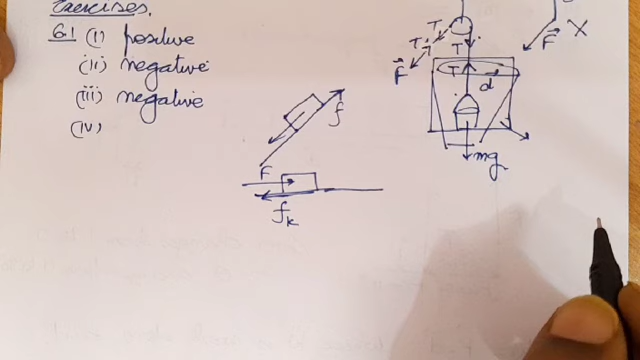 Exercises.
6.1 (i) positive
(ii) negative
(iii) negative
(iv)
T
T
T
F
T
d
mg
F X
f
F
fk